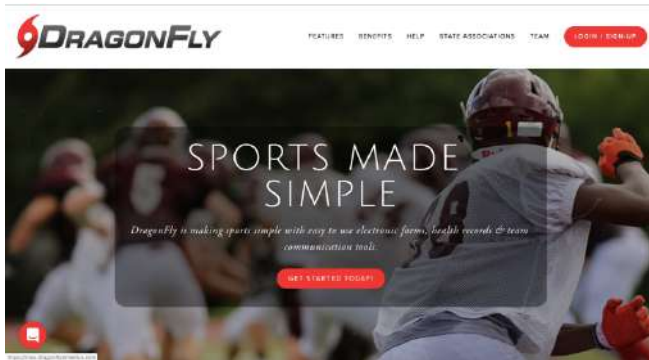 DRAGONFLY
FEATURES BENEFITS HELP STATE ASSOCIATIONS TEAM LOGIN / SIGN-UP
SPORTS MADE
SIMPLE
DragonFly is making sports simple with easy to use electronic forms, health records & team
communication tools.
GET STARTED TODAY!